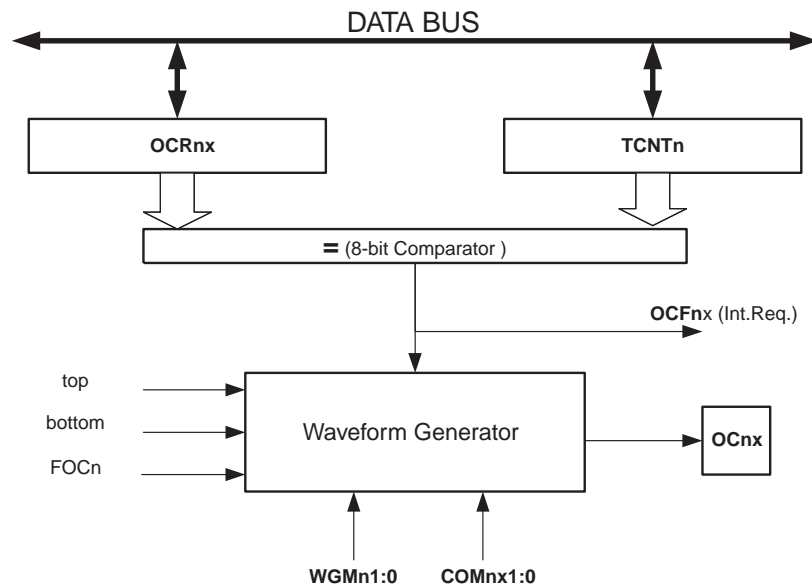 DATA BUS
OCRnx
TCNTn
= (8-bit Comparator )
OCFnx (Int.Req.)
top
bottom
FOCn
Waveform Generator
OCnx
WGMn1:0
COMnx1:0